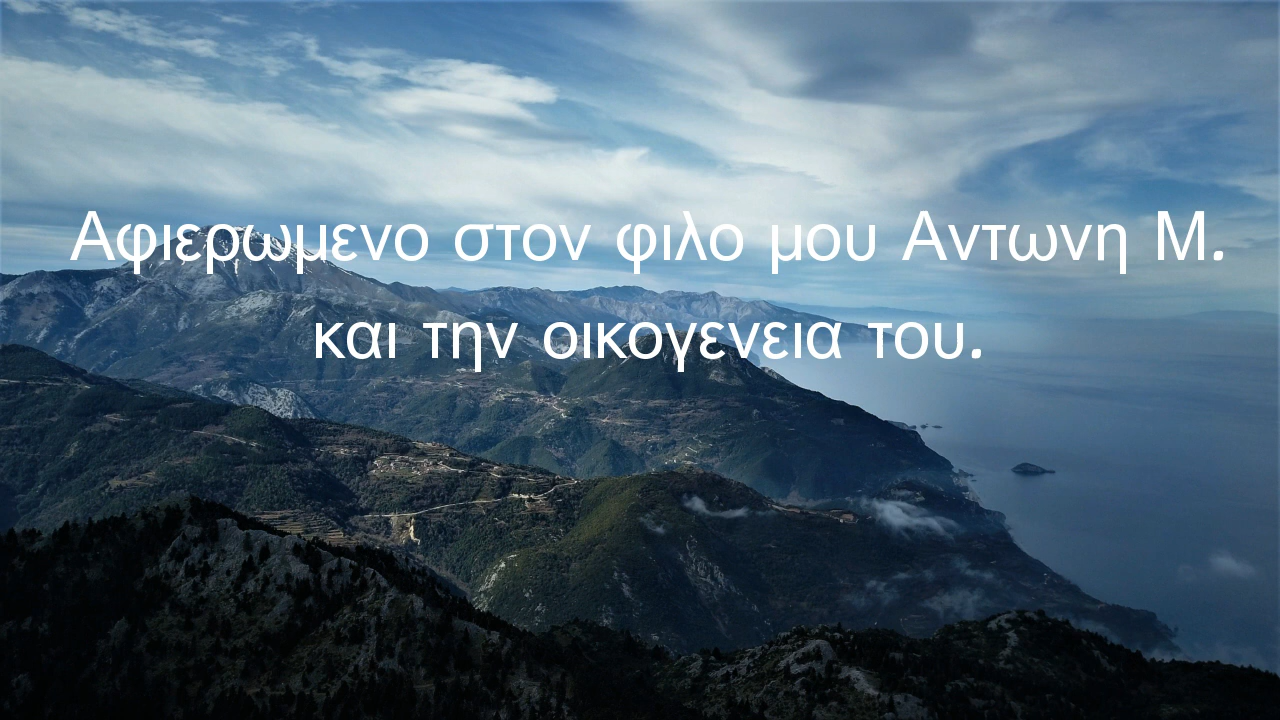 Αφιερωμενο στον φιλο μου Αντωνη Μ.
και την οικογενεια του.